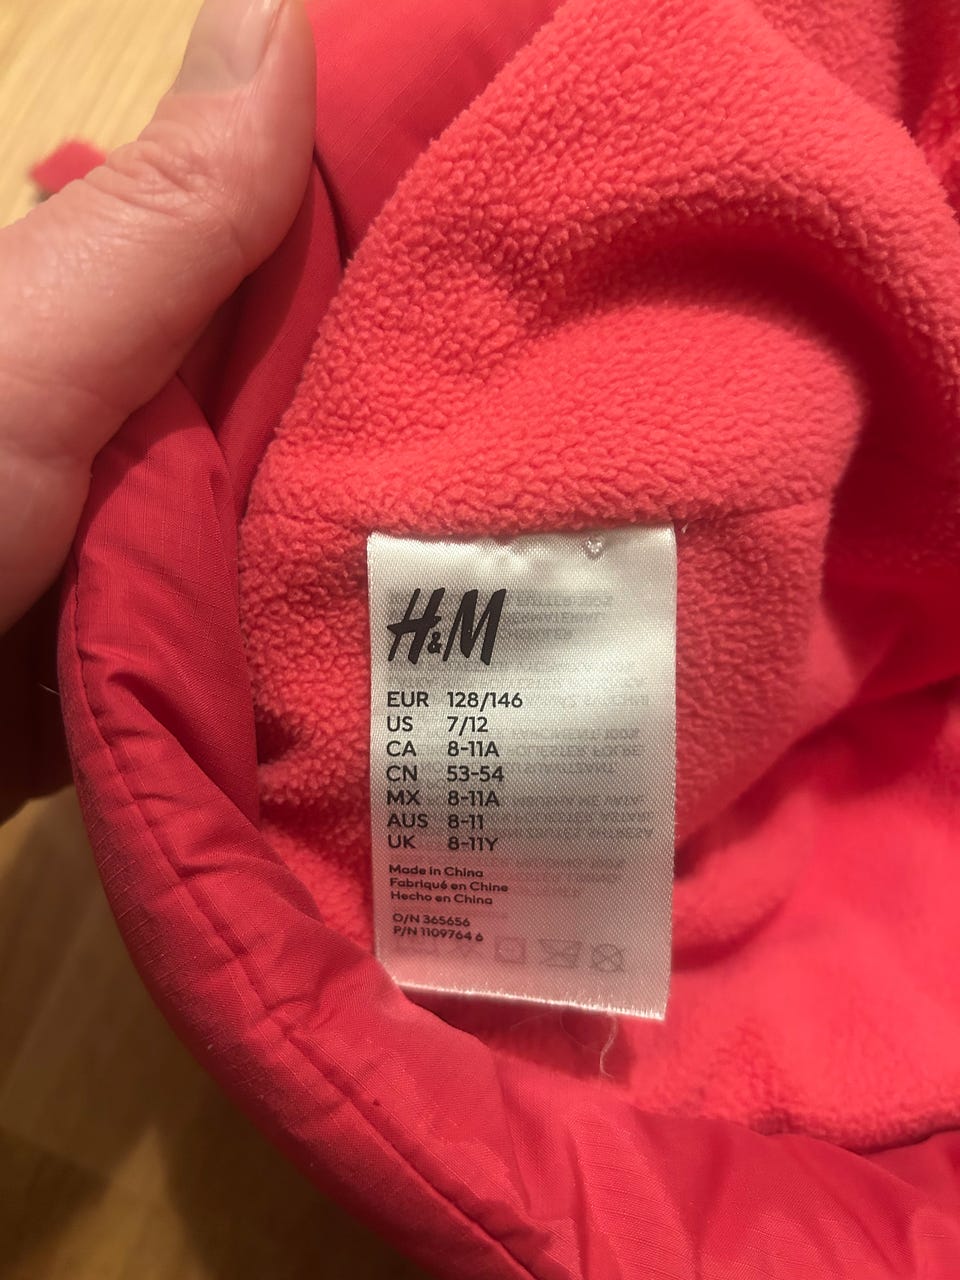 H&M
EUR 128/146
US 7/12
CA 8-11A
CN 53-54
MX 8-11A
AUS 8-11
UK 8-11Y
Made in China
Fabriqué en Chine
Hecho en China
O/N 365656
P/N 1109764 6